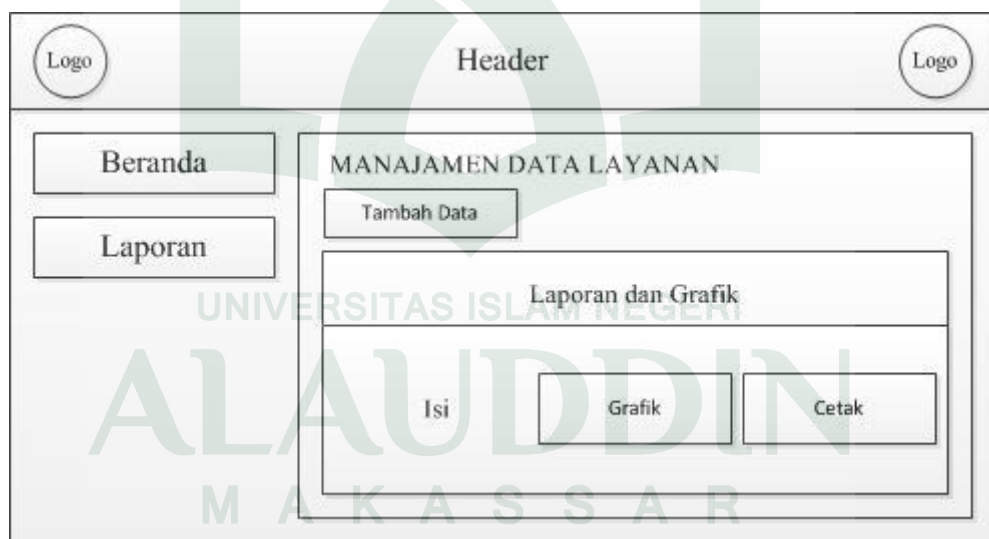 Logo
Header
Logo
Beranda
Laporan
MANAJAMEN DATA LAYANAN
Tambah Data
Laporan dan Grafik
Isi
Grafik
Cetak
UNIVERSITAS ISLAM NEGERI
ALAUDDIN
MAKASSAR